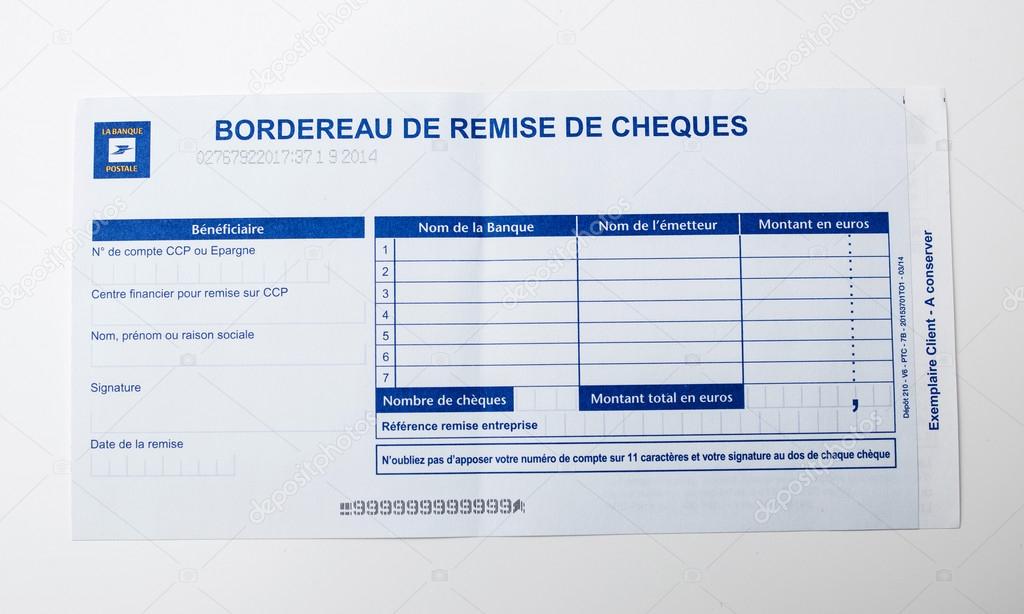 LA BANQUE
POSTALE
BORDEREAU DE REMISE DE CHEQUES
02767922017:37 1 9 2014
Bénéficiaire
N° de compte CCP ou Epargne
Centre financier pour remise sur CCP
Nom, prénom ou raison sociale
Signature
Date de la remise
Nom de la Banque Nom de l'émetteur Montant en euros
1
2
3
4
5
6
7
Nombre de chèques Montant total en euros ,
Référence remise entreprise
N'oubliez pas d'apposer votre numéro de compte sur 11 caractères et votre signature au dos de chaque chèque
9999999999999
Dépôt 210 - V6 - PTC - 7B - 20153701TO1 - 03/14
Exemplaire Client - A conserver
depositphotos